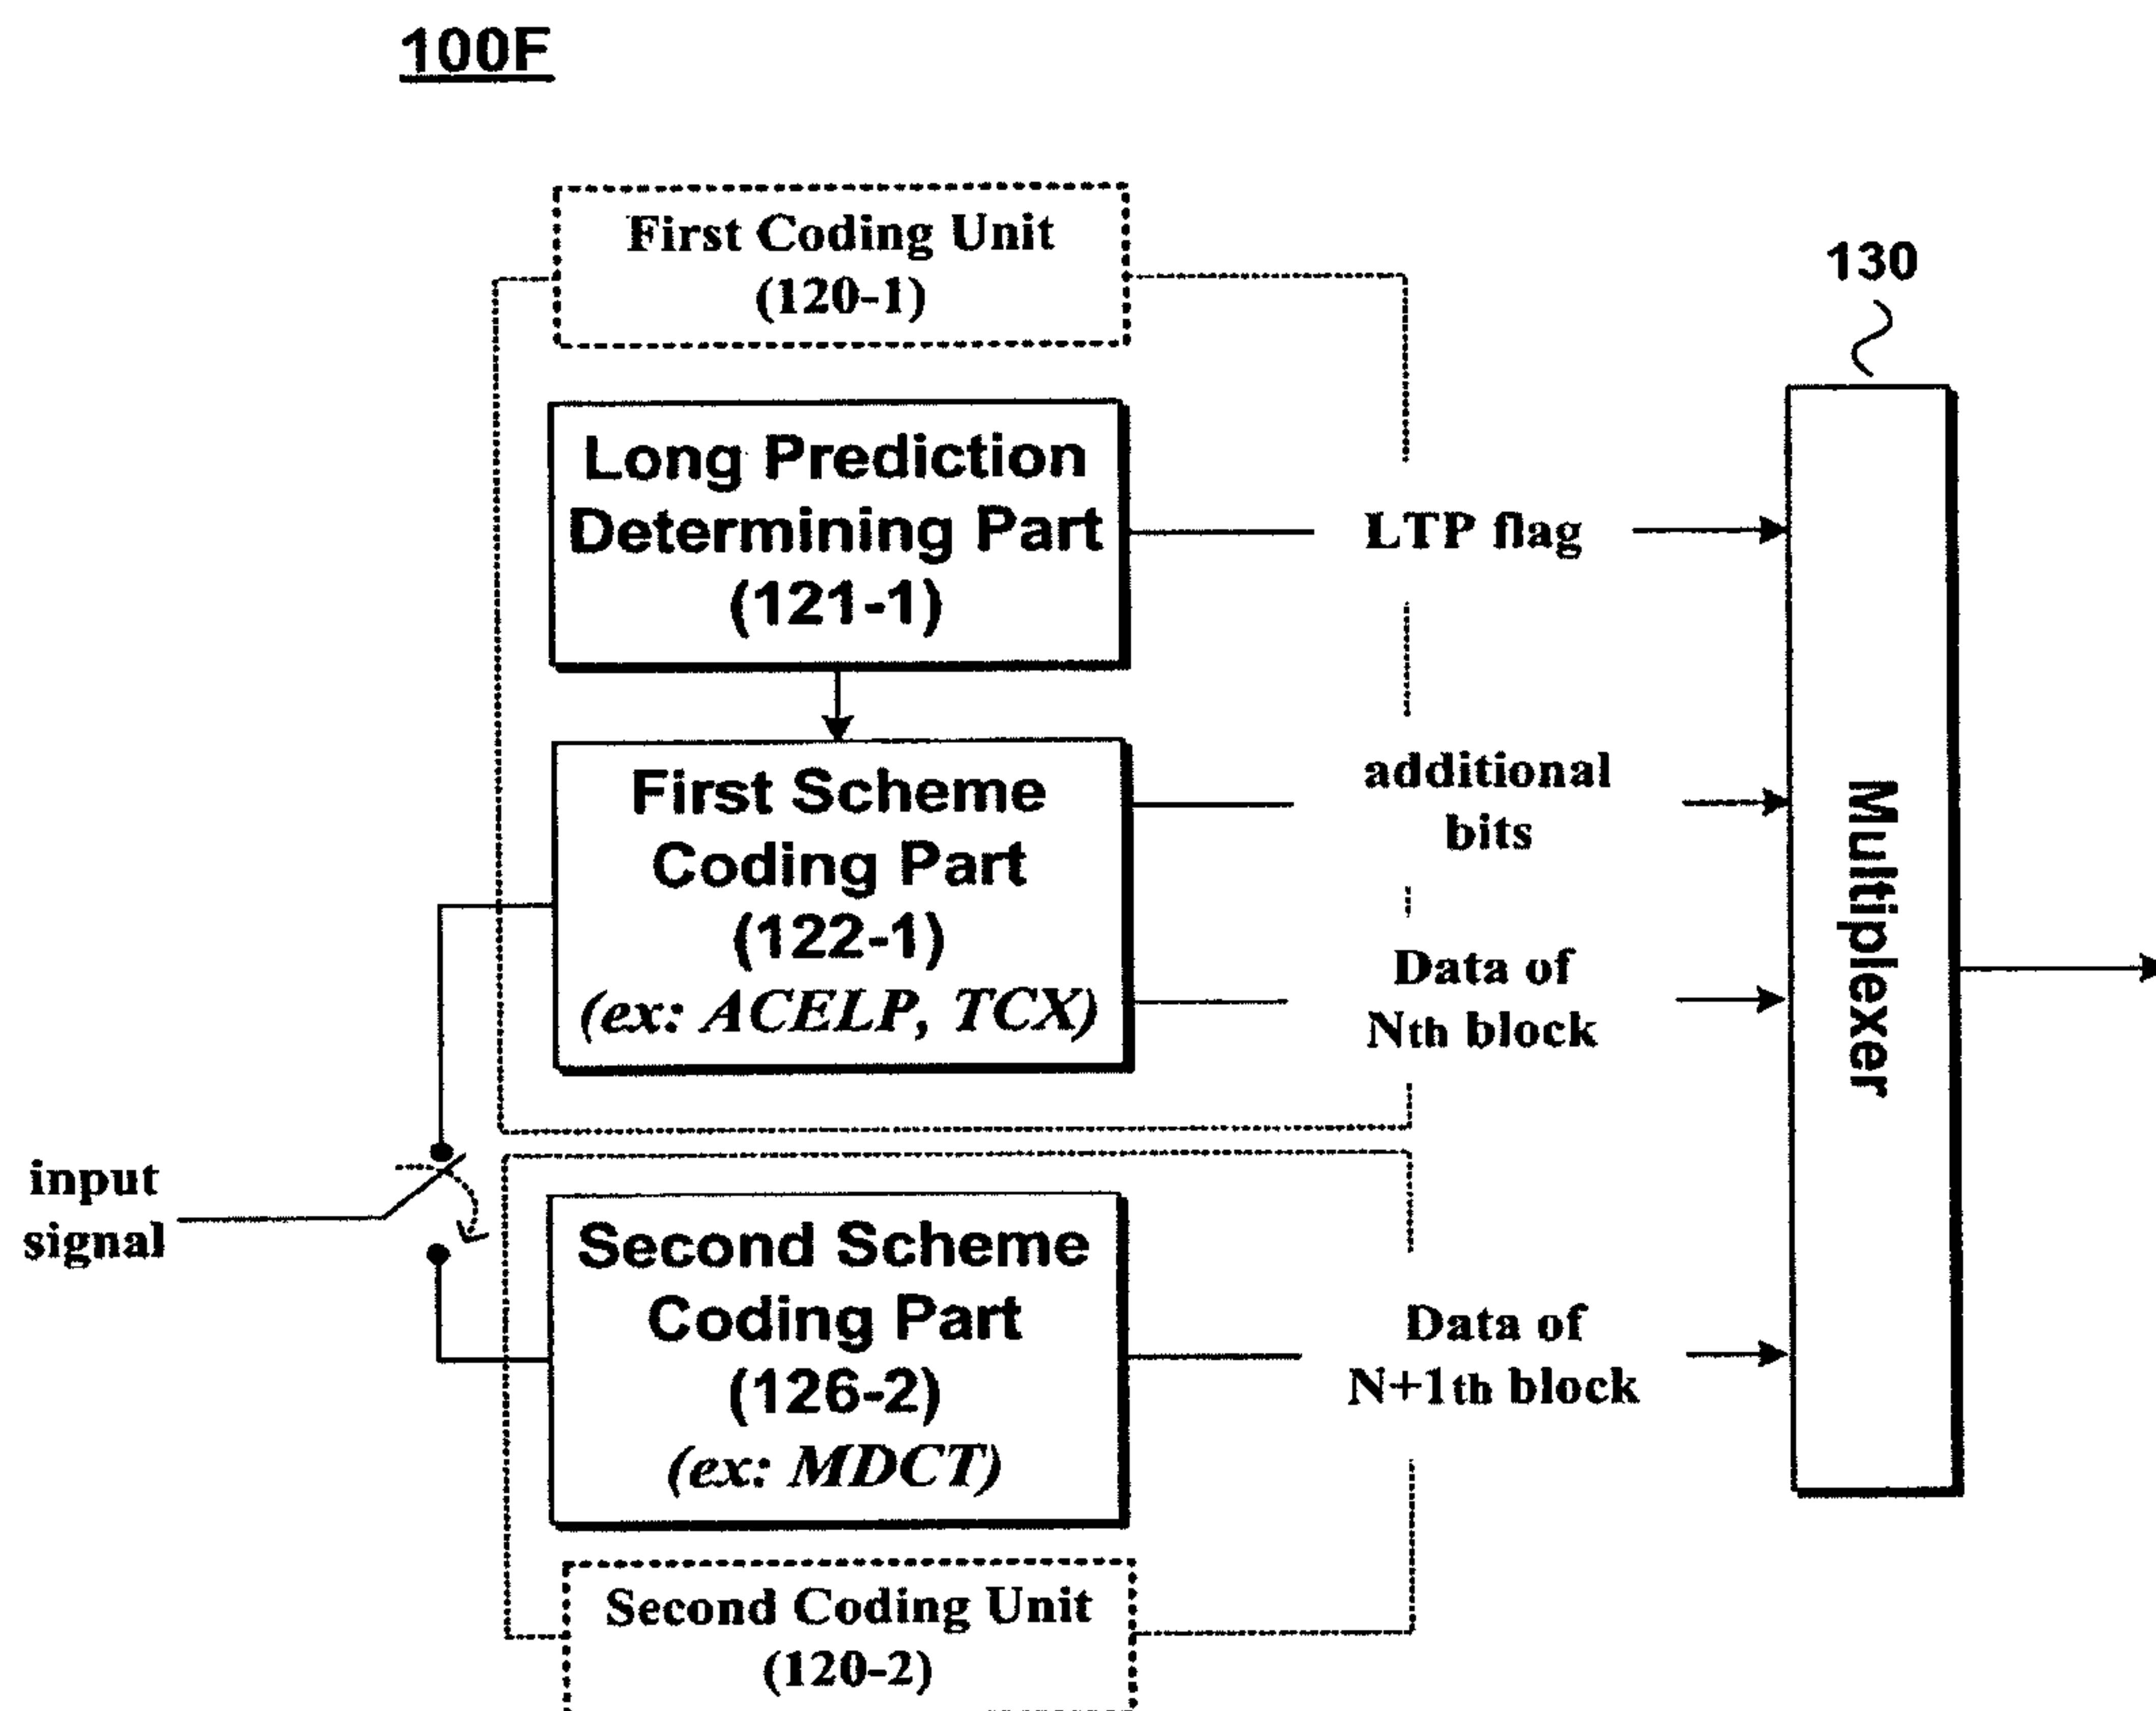 100F
First Coding Unit
(120-1)
130
Long Prediction
Determining Part
(121-1)
LTP flag
First Scheme
Coding Part
(122-1)
(ex: ACELP, TCX)
additional
bits
Data of
Nth block
Multiplexer
input
signal
Second Scheme
Coding Part
(126-2)
(ex: MDCT)
Data of
N+1th block
Second Coding Unit
(120-2)